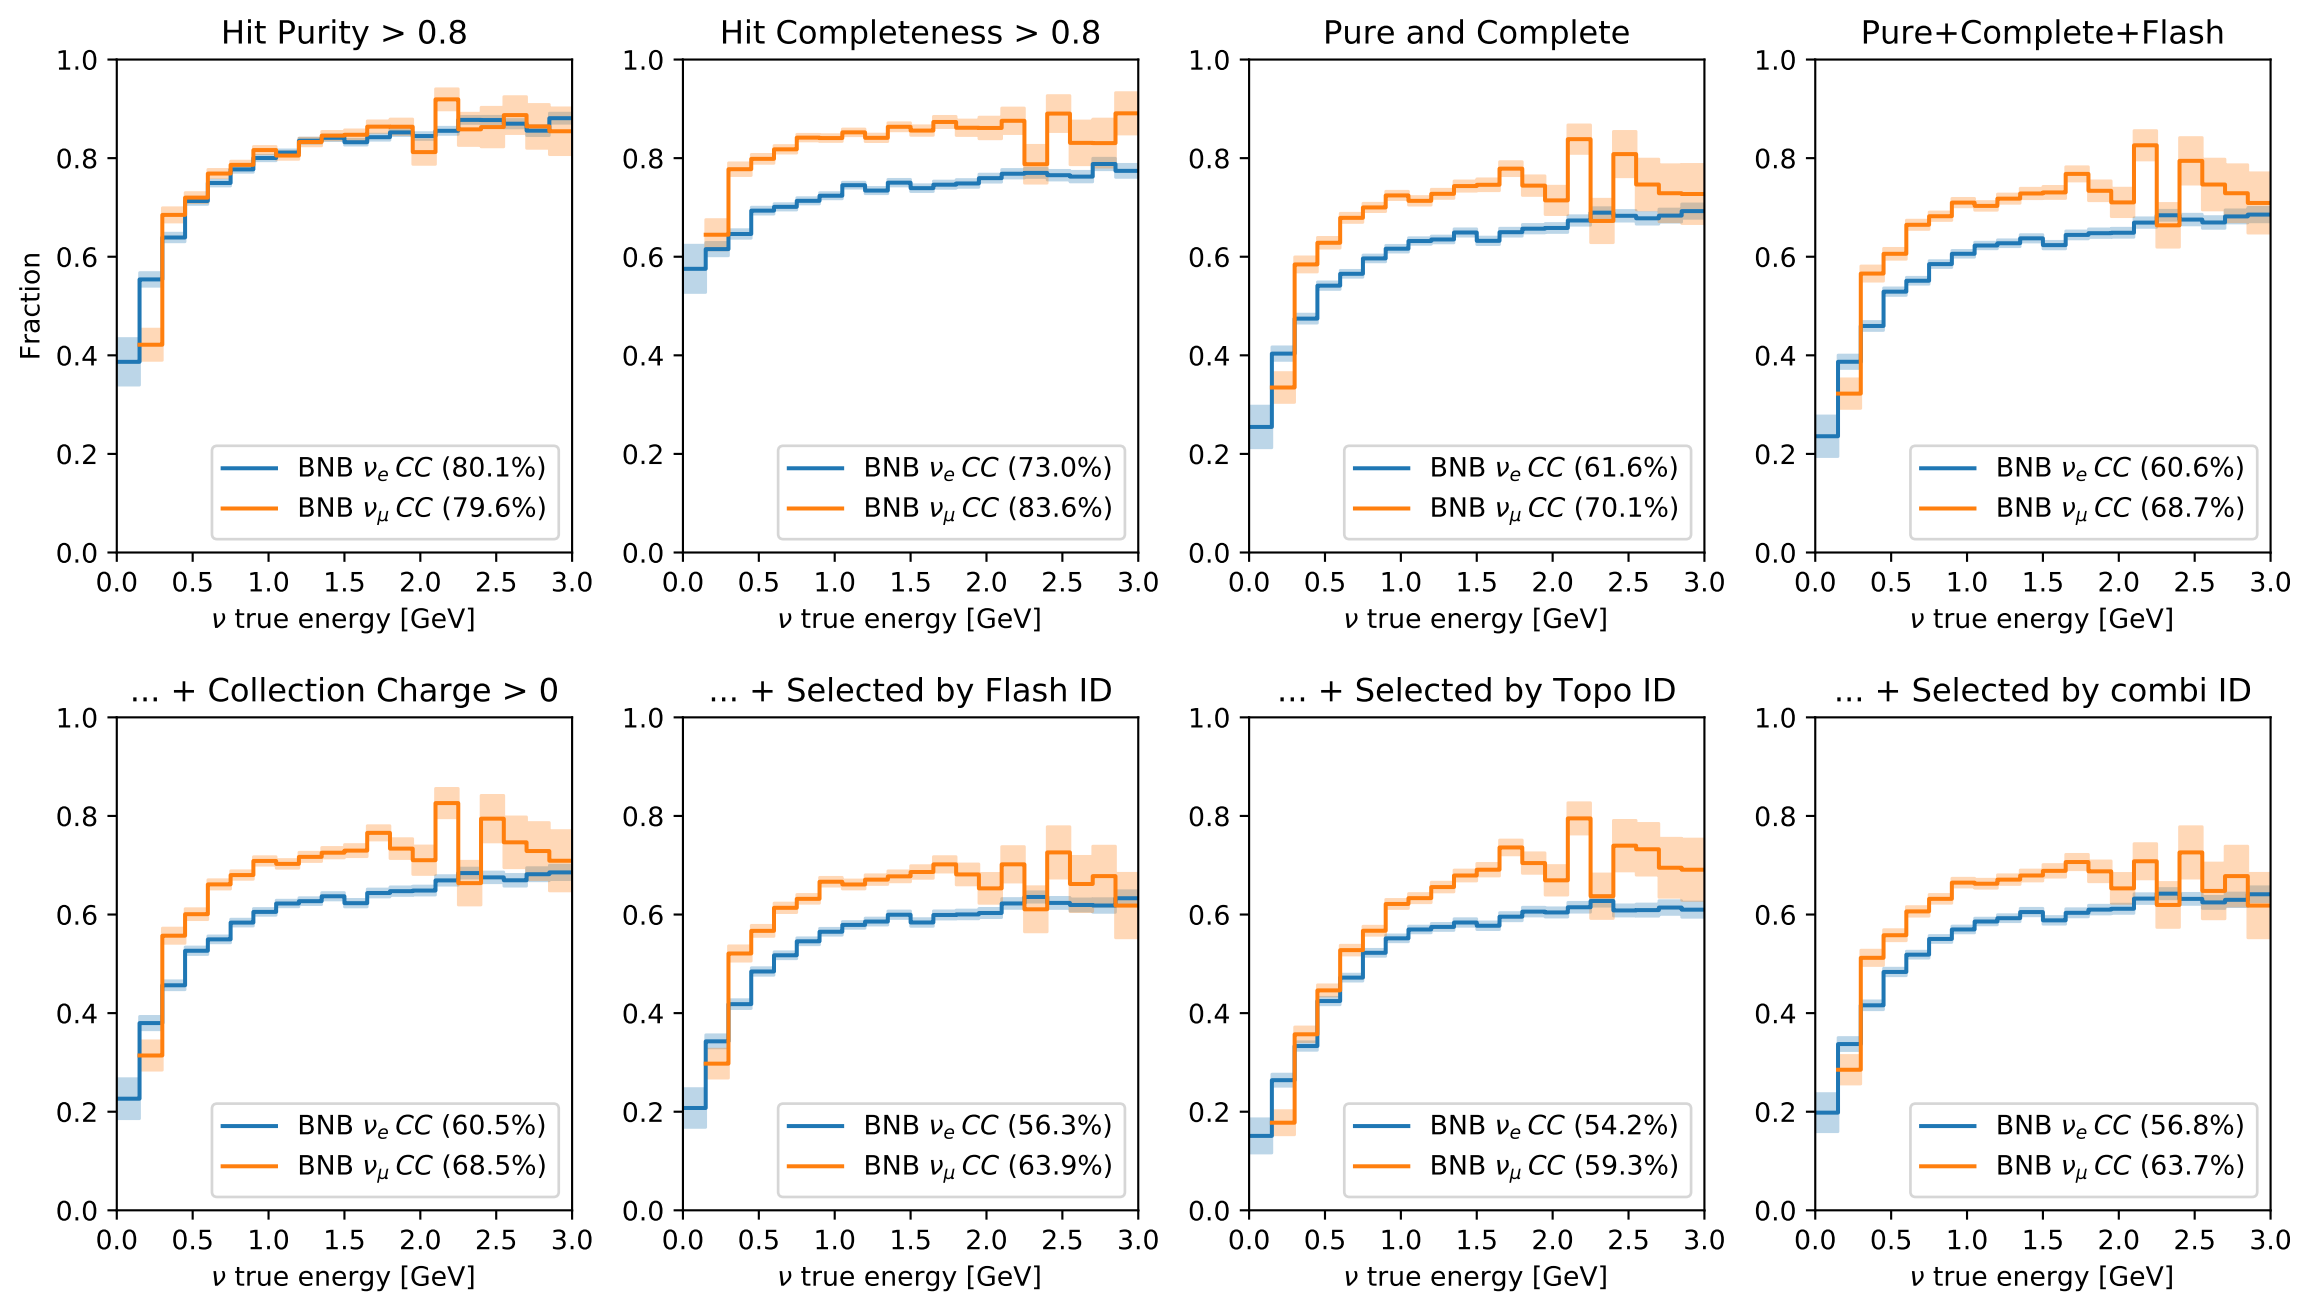 Hit Purity > 0.8
Fraction
1.0
0.8
0.6
0.4
0.2
0.0
BNB νe CC (80.1%)
BNB νμ CC (79.6%)
0.0 0.5 1.0 1.5 2.0 2.5 3.0
ν true energy [GeV]
Hit Completeness > 0.8
1.0
0.8
0.6
0.4
0.2
0.0
BNB νe CC (73.0%)
BNB νμ CC (83.6%)
0.0 0.5 1.0 1.5 2.0 2.5 3.0
ν true energy [GeV]
Pure and Complete
1.0
0.8
0.6
0.4
0.2
0.0
BNB νe CC (61.6%)
BNB νμ CC (70.1%)
0.0 0.5 1.0 1.5 2.0 2.5 3.0
ν true energy [GeV]
Pure+Complete+Flash
1.0
0.8
0.6
0.4
0.2
0.0
BNB νe CC (60.6%)
BNB νμ CC (68.7%)
0.0 0.5 1.0 1.5 2.0 2.5 3.0
ν true energy [GeV]
... + Collection Charge > 0
1.0
0.8
0.6
0.4
0.2
0.0
BNB νe CC (60.5%)
BNB νμ CC (68.5%)
0.0 0.5 1.0 1.5 2.0 2.5 3.0
ν true energy [GeV]
... + Selected by Flash ID
1.0
0.8
0.6
0.4
0.2
0.0
BNB νe CC (56.3%)
BNB νμ CC (63.9%)
0.0 0.5 1.0 1.5 2.0 2.5 3.0
ν true energy [GeV]
... + Selected by Topo ID
1.0
0.8
0.6
0.4
0.2
0.0
BNB νe CC (54.2%)
BNB νμ CC (59.3%)
0.0 0.5 1.0 1.5 2.0 2.5 3.0
ν true energy [GeV]
... + Selected by combi ID
1.0
0.8
0.6
0.4
0.2
0.0
BNB νe CC (56.8%)
BNB νμ CC (63.7%)
0.0 0.5 1.0 1.5 2.0 2.5 3.0
ν true energy [GeV]